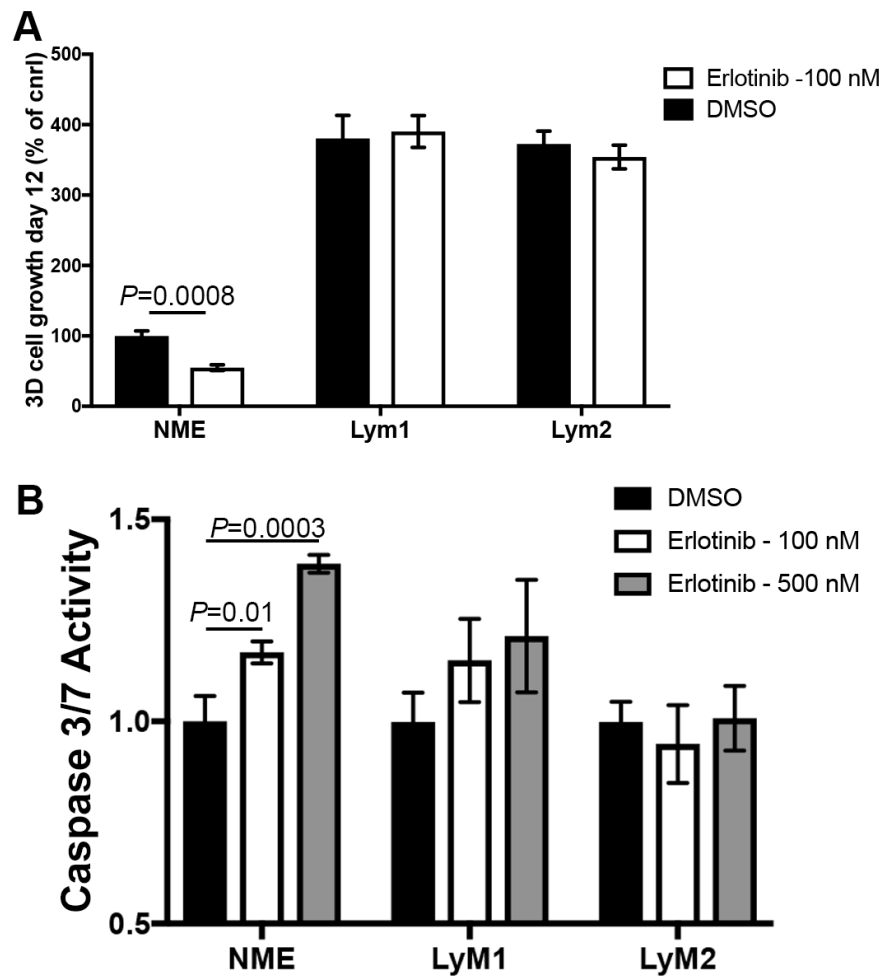 A
3D cell growth day 12 (% of cnrl)
500
400
300
200
100
0
P=0.0008
NME
Lym1
Lym2
Erlotinib -100 nM
DMSO
B
Caspase 3/7 Activity
1.5
1.0
0.5
P=0.0003
P=0.01
NME
LyM1
LyM2
DMSO
Erlotinib - 100 nM
Erlotinib - 500 nM